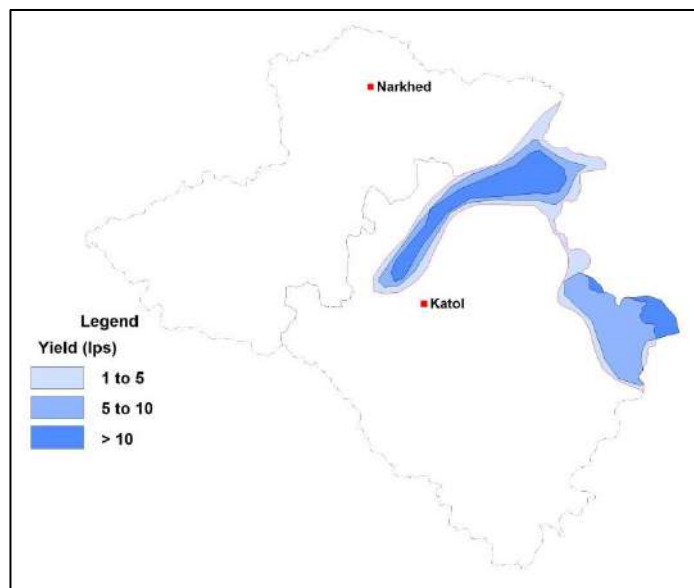 Narkhed
Katol
Legend
Yield (lps)
1 to 5
5 to 10
> 10